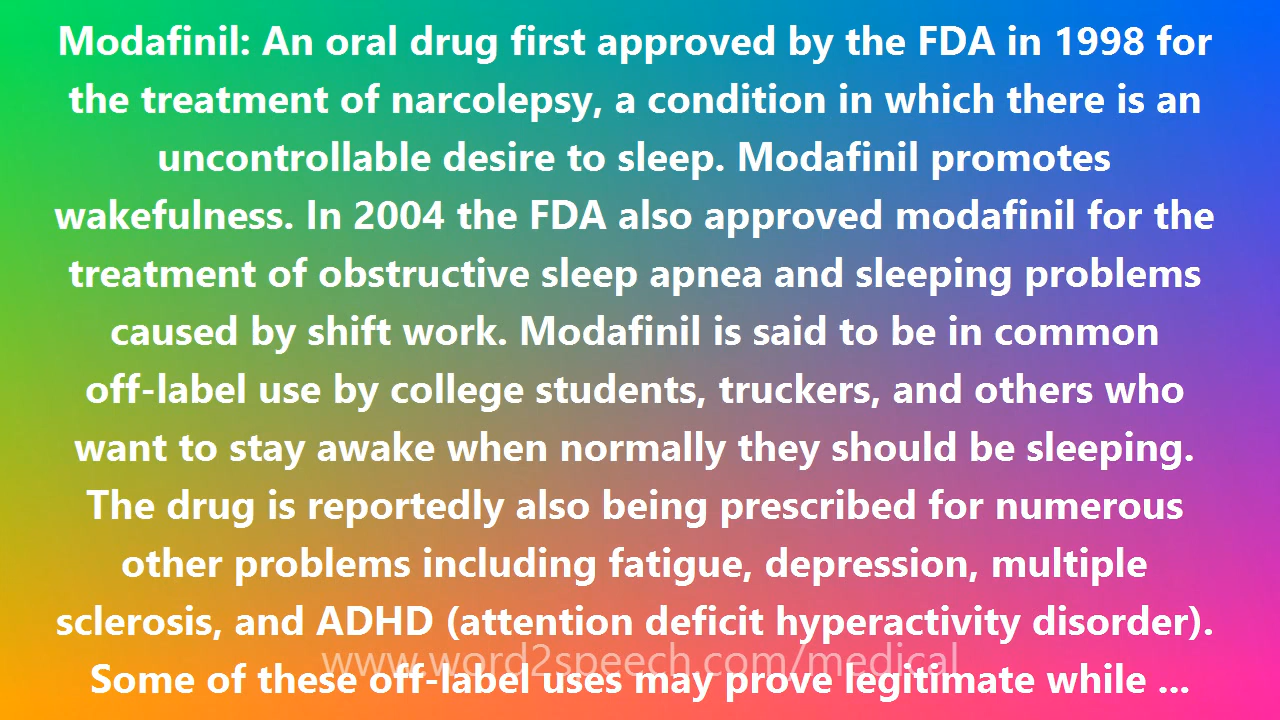 Modafinil: An oral drug first approved by the FDA in 1998 for
the treatment of narcolepsy, a condition in which there is an
uncontrollable desire to sleep. Modafinil promotes
wakefulness. In 2004 the FDA also approved modafinil for the
treatment of obstructive sleep apnea and sleeping problems
caused by shift work. Modafinil is said to be in common
off-label use by college students, truckers, and others who
want to stay awake when normally they should be sleeping.
The drug is reportedly also being prescribed for numerous
other problems including fatigue, depression, multiple
sclerosis, and ADHD (attention deficit hyperactivity disorder).
www.word2speech.com/medical
Some of these off-label uses may prove legitimate while ...